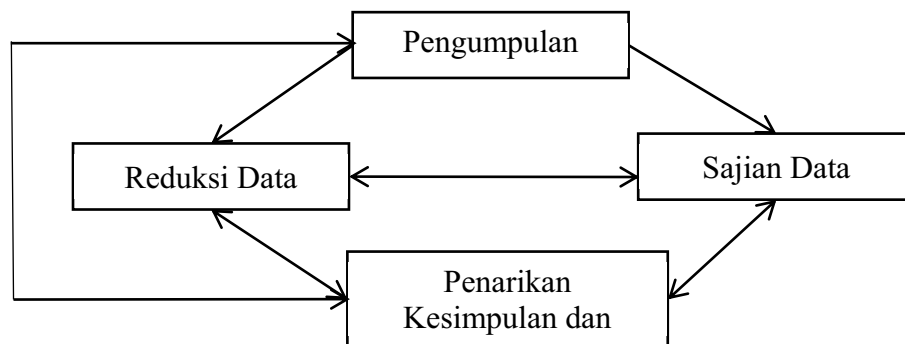 Pengumpulan
Reduksi Data
Sajian Data
Penarikan
Kesimpulan dan